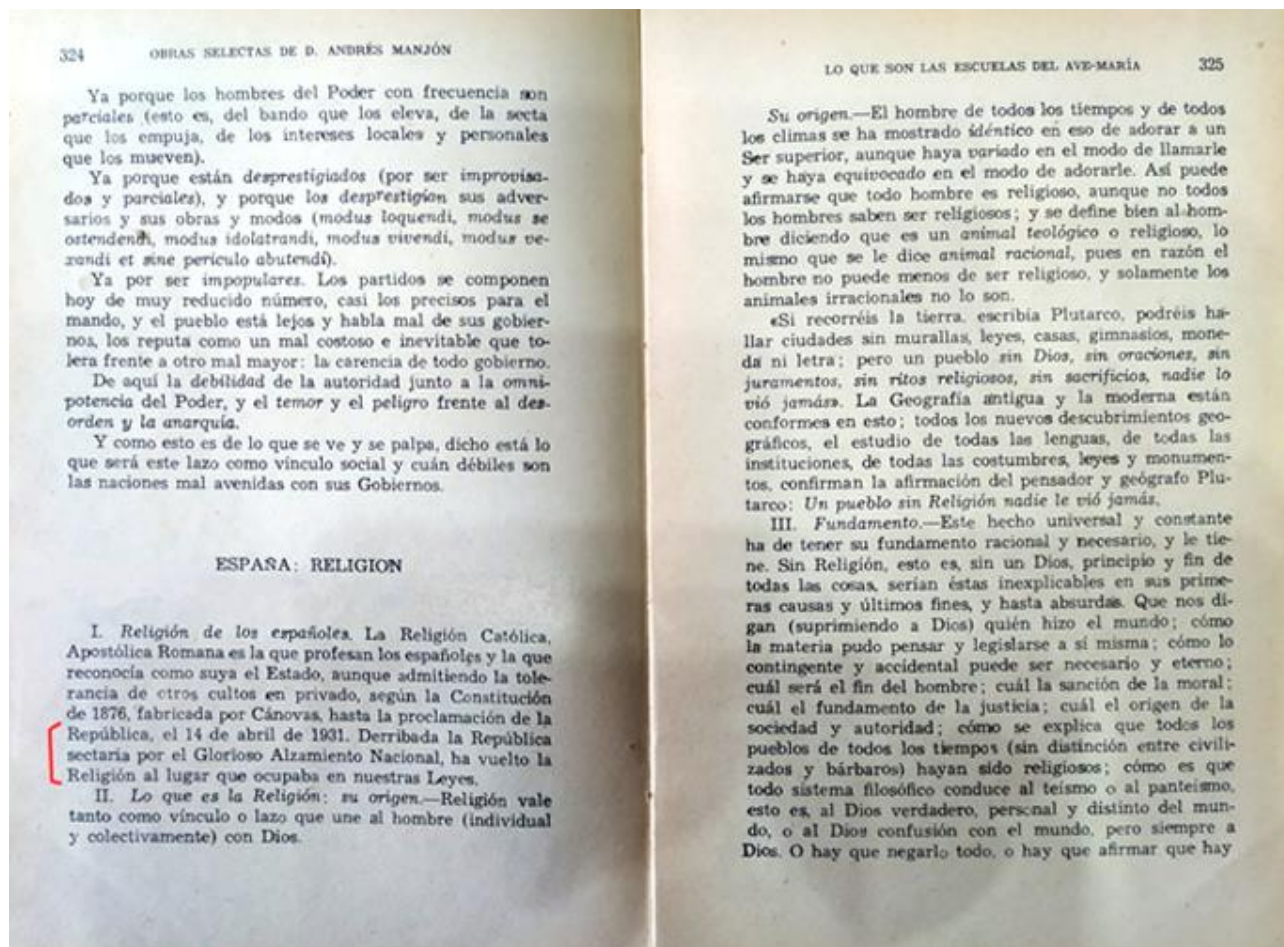 324 OBRAS SELECTAS DE D. ANDRÉS MANJÓN
Ya porque los hombres del Poder con frecuencia son
parciales (esto es, del bando que los eleva, de la secta
que los empuja, de los intereses locales y personales
que los mueven).
Ya porque están desprestigiados (por ser improvisa-
dos y parciales), y porque los desprestigian sus adver-
sarios y sus obras y modos (modus loquendi, modus se
ostendendi, modus idolatrandi, modus vivendi, modus ve-
xandi et sine periculo abutendi).
Ya por ser impopulares. Los partidos se componen
hoy de muy reducido número, casi los precisos para el
mando, y el pueblo está lejos y habla mal de sus gobier-
nos, los reputa como un mal costoso e inevitable que to-
lera frente a otro mal mayor: la carencia de todo gobierno.
De aquí la debilidad de la autoridad junto a la omni-
potencia del Poder, y el temor y el peligro frente al des-
orden y la anarquía.
Y como esto es de lo que se ve y se palpa, dicho está lo
que será este lazo como vínculo social y cuán débiles son
las naciones mal avenidas con sus Gobiernos.
ESPAÑA: RELIGION
I. Religión de los españoles. La Religión Católica,
Apostólica Romana es la que profesan los españoles y la que
reconocía como suya el Estado, aunque admitiendo la tole-
rancia de otros cultos en privado, según la Constitución
de 1876, fabricada por Cánovas, hasta la proclamación de la
República, el 14 de abril de 1931. Derribada la República
sectaria por el Glorioso Alzamiento Nacional, ha vuelto la
Religión al lugar que ocupaba en nuestras Leyes.
II. Lo que es la Religión: su origen.—Religión vale
tanto como vínculo o lazo que une al hombre (individual
y colectivamente) con Dios.
LO QUE SON LAS ESCUELAS DEL AVE-MARÍA 325
Su origen.—El hombre de todos los tiempos y de todos
los climas se ha mostrado idéntico en eso de adorar a un
Ser superior, aunque haya variado en el modo de llamarle
y se haya equivocado en el modo de adorarle. Así puede
afirmarse que todo hombre es religioso, aunque no todos
los hombres saben ser religiosos; y se define bien al hom-
bre diciendo que es un animal teológico o religioso, lo
mismo que se le dice animal racional, pues en razón el
hombre no puede menos de ser religioso, y solamente los
animales irracionales no lo son.
«Si recorréis la tierra, escribía Plutarco, podréis ha-
llar ciudades sin murallas, leyes, casas, gimnasios, mone-
da ni letra; pero un pueblo sin Dios, sin oraciones, sin
juramentos, sin ritos religiosos, sin sacrificios, nadie lo
vió jamás». La Geografía antigua y la moderna están
conformes en esto; todos los nuevos descubrimientos geo-
gráficos, el estudio de todas las lenguas, de todas las
instituciones, de todas las costumbres, leyes y monumen-
tos, confirman la afirmación del pensador y geógrafo Plu-
tarco: Un pueblo sin Religión nadie le vió jamás.
III. Fundamento.—Este hecho universal y constante
ha de tener su fundamento racional y necesario, y le tie-
ne. Sin Religión, esto es, sin un Dios, principio y fin de
todas las cosas, serían éstas inexplicables en sus prime-
ras causas y últimos fines, y hasta absurdas. Que nos di-
gan (suprimiendo a Dios) quién hizo el mundo; cómo
la materia pudo pensar y legislarse a sí misma; cómo lo
contingente y accidental puede ser necesario y eterno;
cuál será el fin del hombre; cuál la sanción de la moral;
cuál el fundamento de la justicia; cuál el origen de la
sociedad y autoridad; cómo se explica que todos los
pueblos de todos los tiempos (sin distinción entre civili-
zados y bárbaros) hayan sido religiosos; cómo es que
todo sistema filosófico conduce al teísmo o al panteísmo,
esto es, al Dios verdadero, personal y distinto del mun-
do, o al Dios confusión con el mundo, pero siempre a
Dios. O hay que negarlo todo, o hay que afirmar que hay